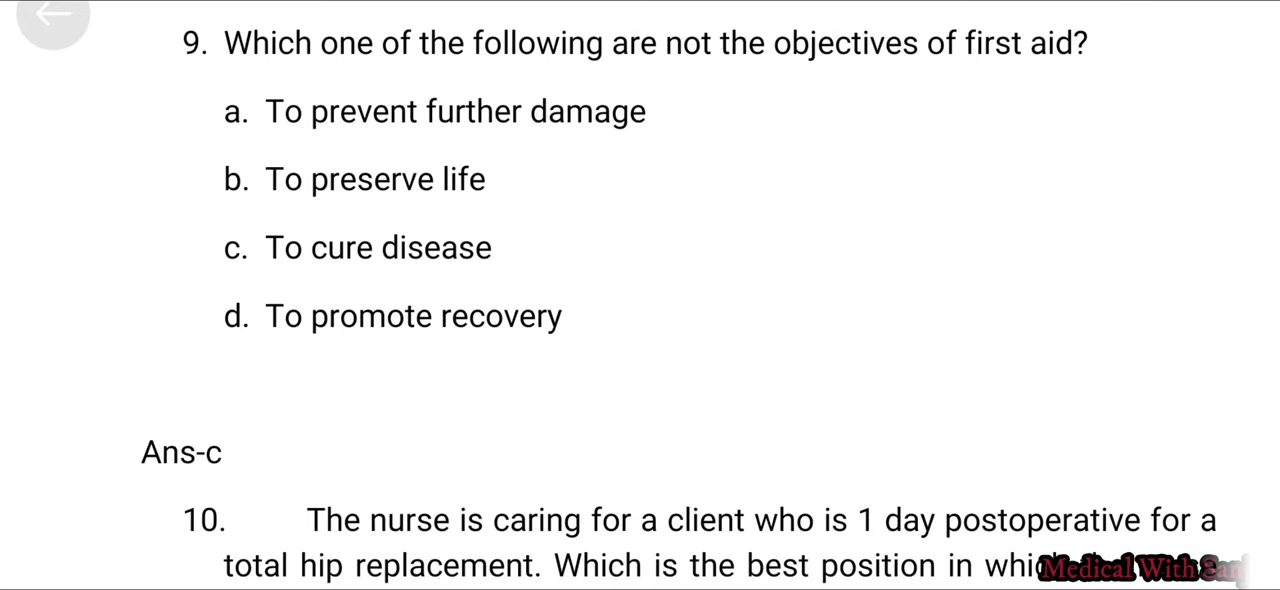 9. Which one of the following are not the objectives of first aid?
a. To prevent further damage
b. To preserve life
c. To cure disease
d. To promote recovery
Ans-c
10. The nurse is caring for a client who is 1 day postoperative for a
total hip replacement. Which is the best position in
Medical With